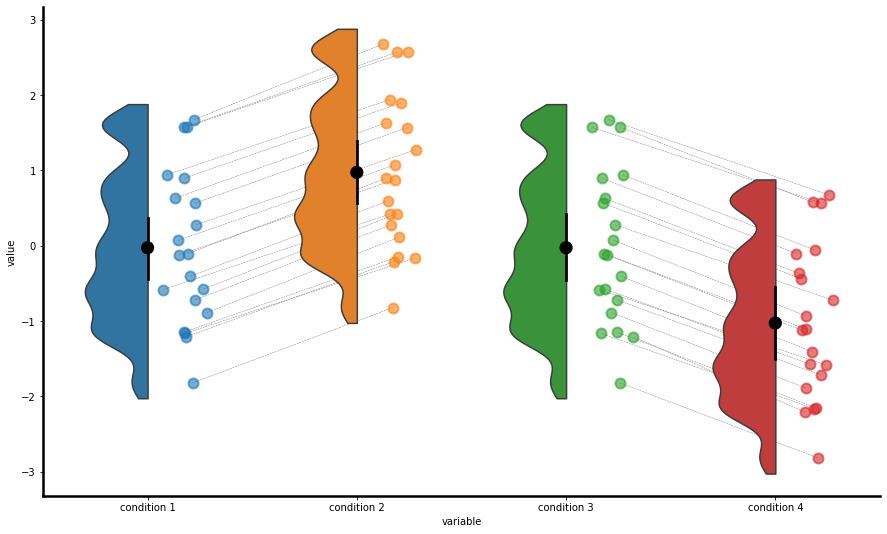 3
2
1
0
−1
−2
−3
value
condition 1
condition 2
condition 3
condition 4
variable